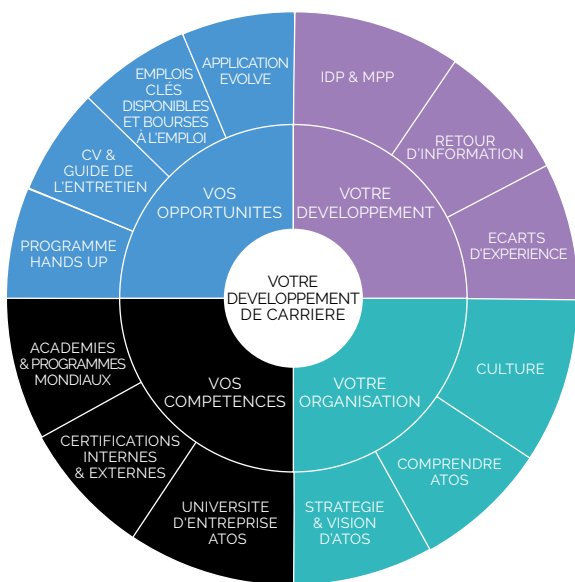 APPLICATION
EVOLVE
EMPLOIS
CLÉS
DISPONIBLES
ET BOURSES
À L'EMPLOI
CV &
GUIDE DE
L'ENTRETIEN
PROGRAMME
HANDS UP
VOS
OPPORTUNITES
IDP & MPP
RETOUR
D'INFORMATION
ECARTS
D'EXPERIENCE
VOTRE
DEVELOPPEMENT
VOTRE
DEVELOPPEMENT
DE CARRIERE
ACADEMIES
& PROGRAMMES
MONDIAUX
CERTIFICATIONS
INTERNES
& EXTERNES
UNIVERSITE
D'ENTREPRISE
ATOS
VOS
COMPETENCES
VOTRE
ORGANISATION
CULTURE
COMPRENDRE
ATOS
STRATEGIE
& VISION
D'ATOS